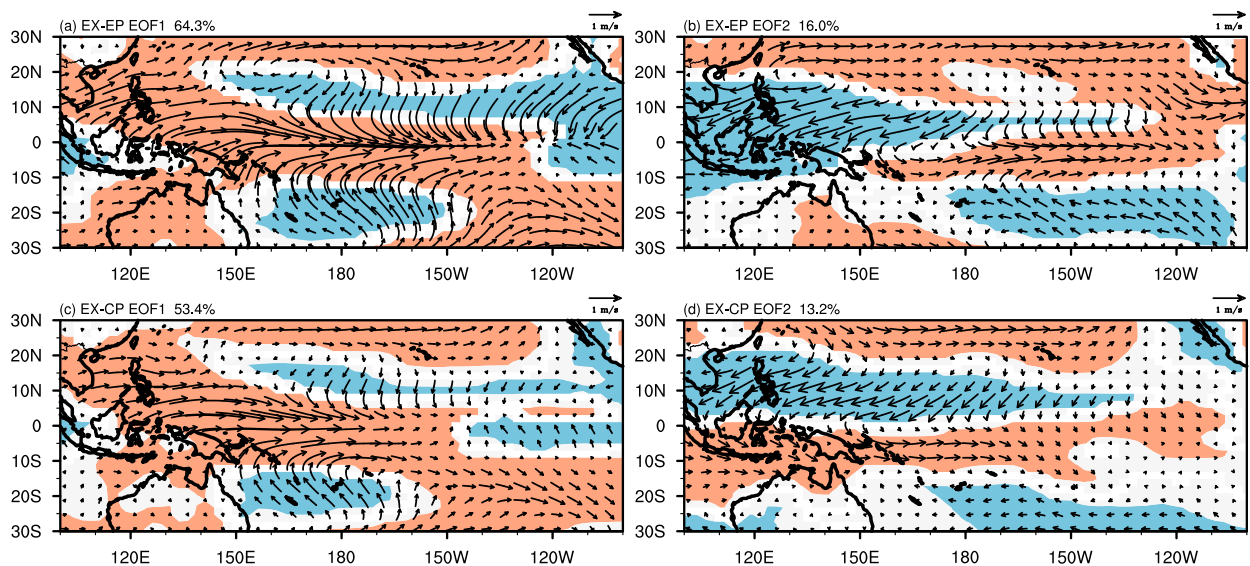 (a) EX-EP EOF1 64.3%
1 m/s
30N
20N
10N
0
10S
20S
30S
120E 150E 180 150W 120W
(b) EX-EP EOF2 16.0%
1 m/s
30N
20N
10N
0
10S
20S
30S
120E 150E 180 150W 120W
(c) EX-CP EOF1 53.4%
1 m/s
30N
20N
10N
0
10S
20S
30S
120E 150E 180 150W 120W
(d) EX-CP EOF2 13.2%
1 m/s
30N
20N
10N
0
10S
20S
30S
120E 150E 180 150W 120W